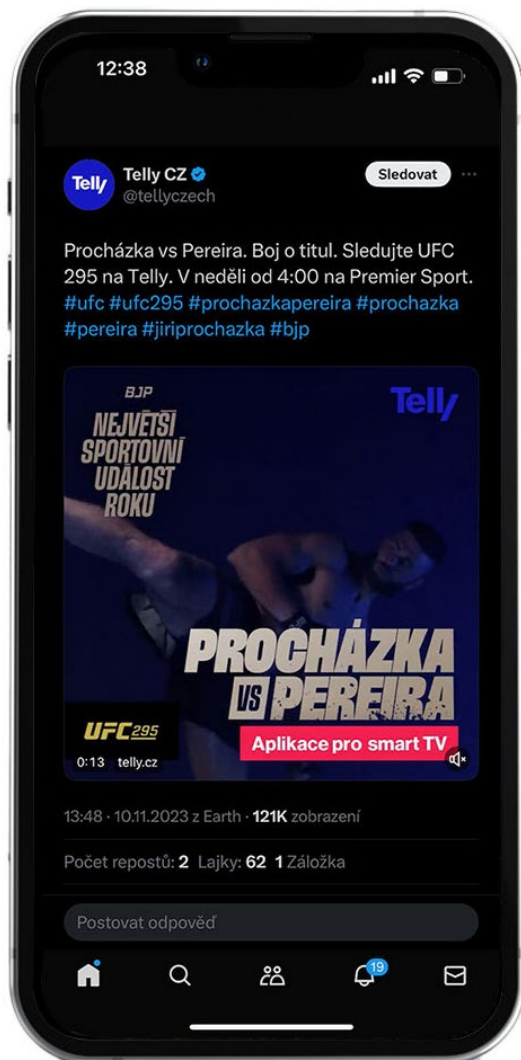 12:38
Telly
Telly CZ
Sledovat
@tellyczech
Procházka vs Pereira. Boj o titul. Sledujte UFC
295 na Telly. V neděli od 4:00 na Premier Sport.
#ufc #ufc295 #prochazkapereira #prochazka
#pereira #jiriprochazka #bjp
BJP
NEJVĚTŠÍ
SPORTOVNÍ
UDÁLOST
ROKU
Telly
PROCHÁZKA
VS PEREIRA
UFC 295
Aplikace pro smart TV
0:13 telly.cz
13:48 · 10.11.2023 z Earth · 121K zobrazení
Počet repostů: 2 Lajky: 62 1 Záložka
Postovat odpověď
19